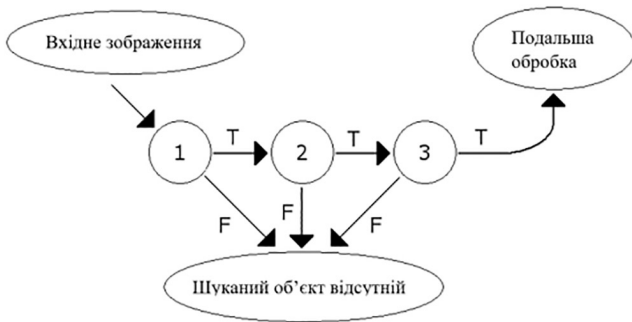 Вхідне зображення
Подальша
обробка
1 T 2 T 3 T
F F F
Шуканий об’єкт відсутній